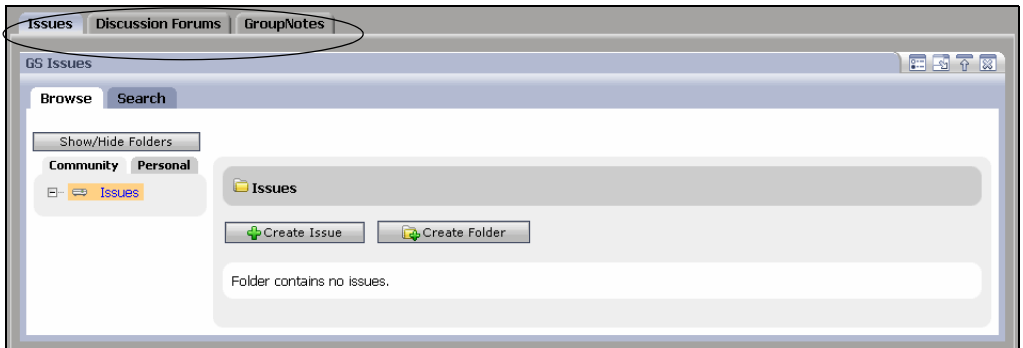 Issues Discussion Forums GroupNotes
GS Issues
Browse Search
Show/Hide Folders
Community Personal
Issues
Issues
Create Issue Create Folder
Folder contains no issues.